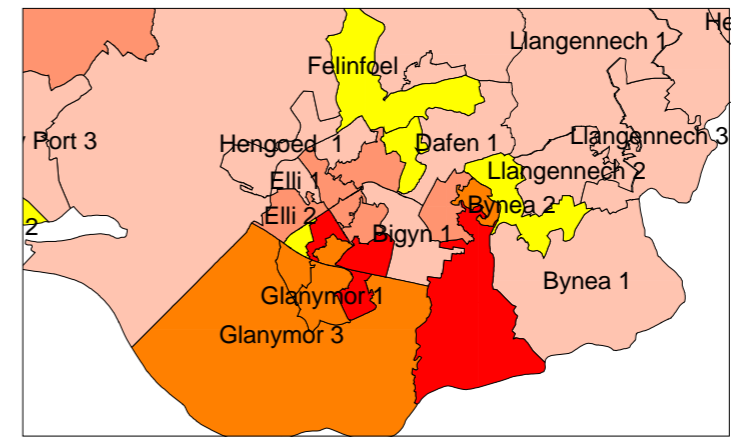 He
Llangennech 1
Felinfoel
Port 3
Hengoed 1
Dafen 1
Llangennech 3
Llangennech 2
Elli 1
Bynea 2
Elli 2
2
Bigyn 1
Bynea 1
Glanymor 1
Glanymor 3